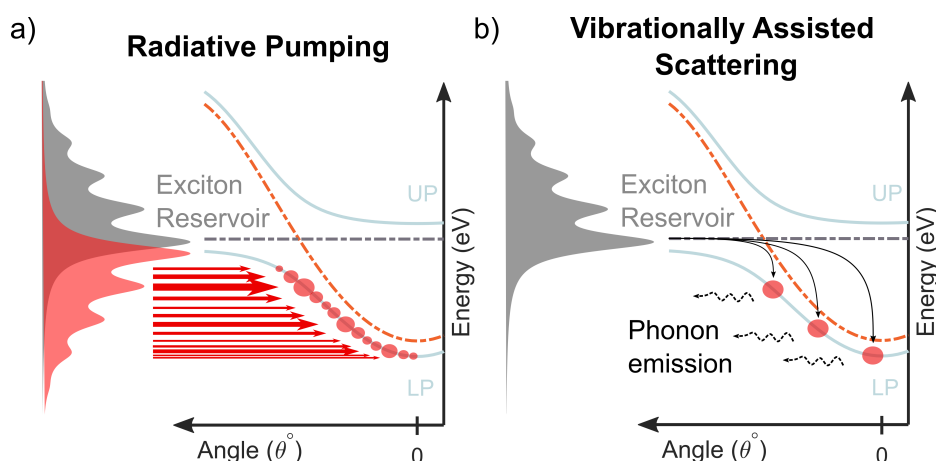 a)
Radiative Pumping
Exciton
Reservoir
UP
LP
Energy (eV)
Angle (θ°)
0
b)
Vibrationally Assisted
Scattering
Exciton
Reservoir
UP
Phonon
emission
LP
Energy (eV)
Angle (θ°)
0